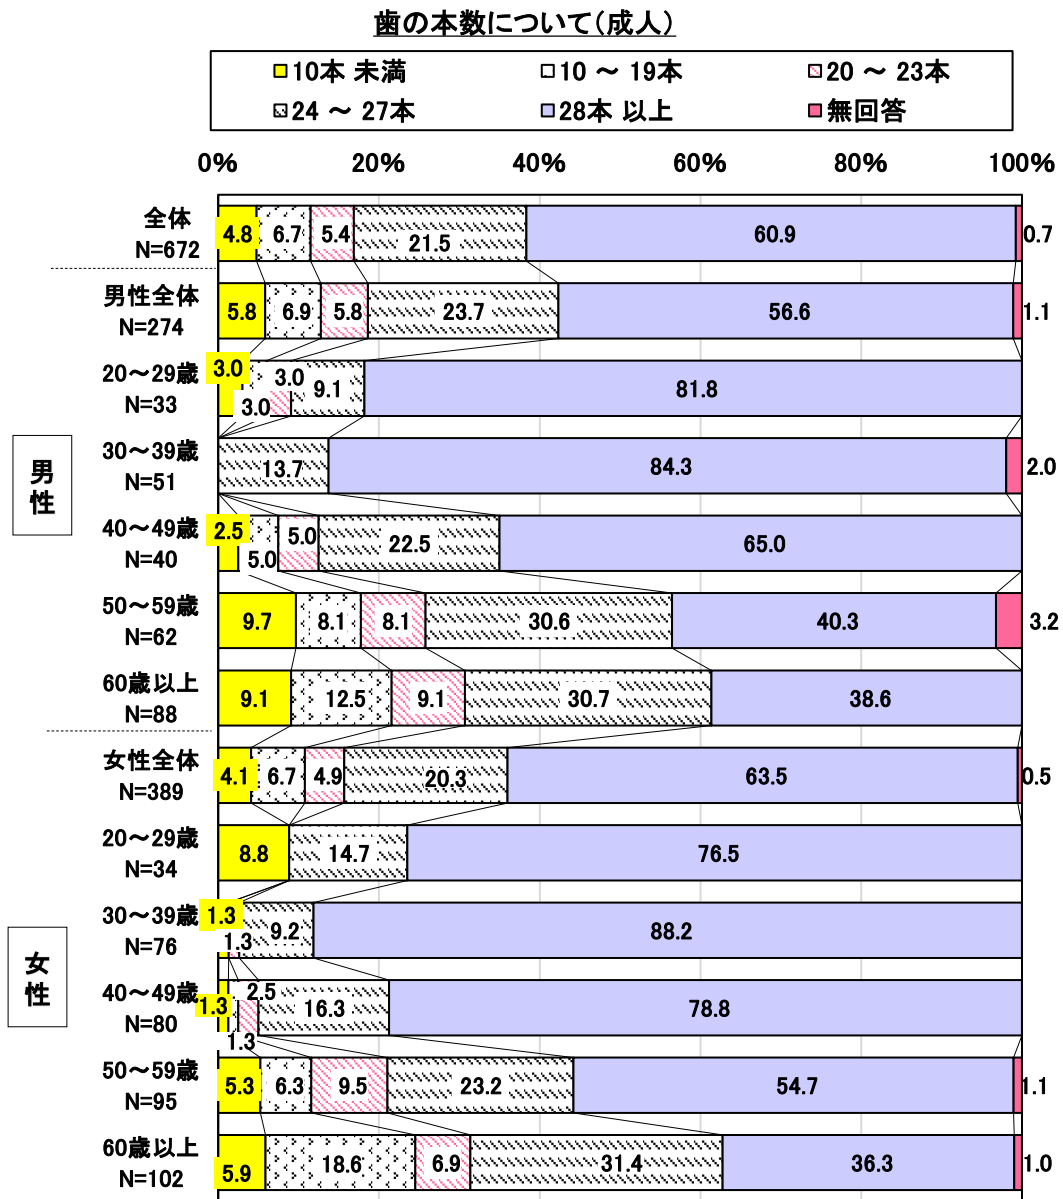 歯の本数について（成人）
10本 未満 10 ～ 19本 20 ～ 23本
24 ～ 27本 28本 以上 無回答
0% 20% 40% 60% 80% 100%
全体
N=672
4.8 6.7 5.4 21.5 60.9 0.7
男性全体
N=274
5.8 6.9 5.8 23.7 56.6 1.1
男性
20～29歳
N=33
3.0 3.0 3.0 9.1 81.8
30～39歳
N=51
13.7 84.3 2.0
40～49歳
N=40
2.5 5.0 5.0 22.5 65.0
50～59歳
N=62
9.7 8.1 8.1 30.6 40.3 3.2
60歳以上
N=88
9.1 12.5 9.1 30.7 38.6
女性全体
N=389
4.1 6.7 4.9 20.3 63.5 0.5
女性
20～29歳
N=34
8.8 14.7 76.5
30～39歳
N=76
1.3 1.3 9.2 88.2
40～49歳
N=80
1.3 1.3 2.5 16.3 78.8
50～59歳
N=95
5.3 6.3 9.5 23.2 54.7 1.1
60歳以上
N=102
5.9 18.6 6.9 31.4 36.3 1.0